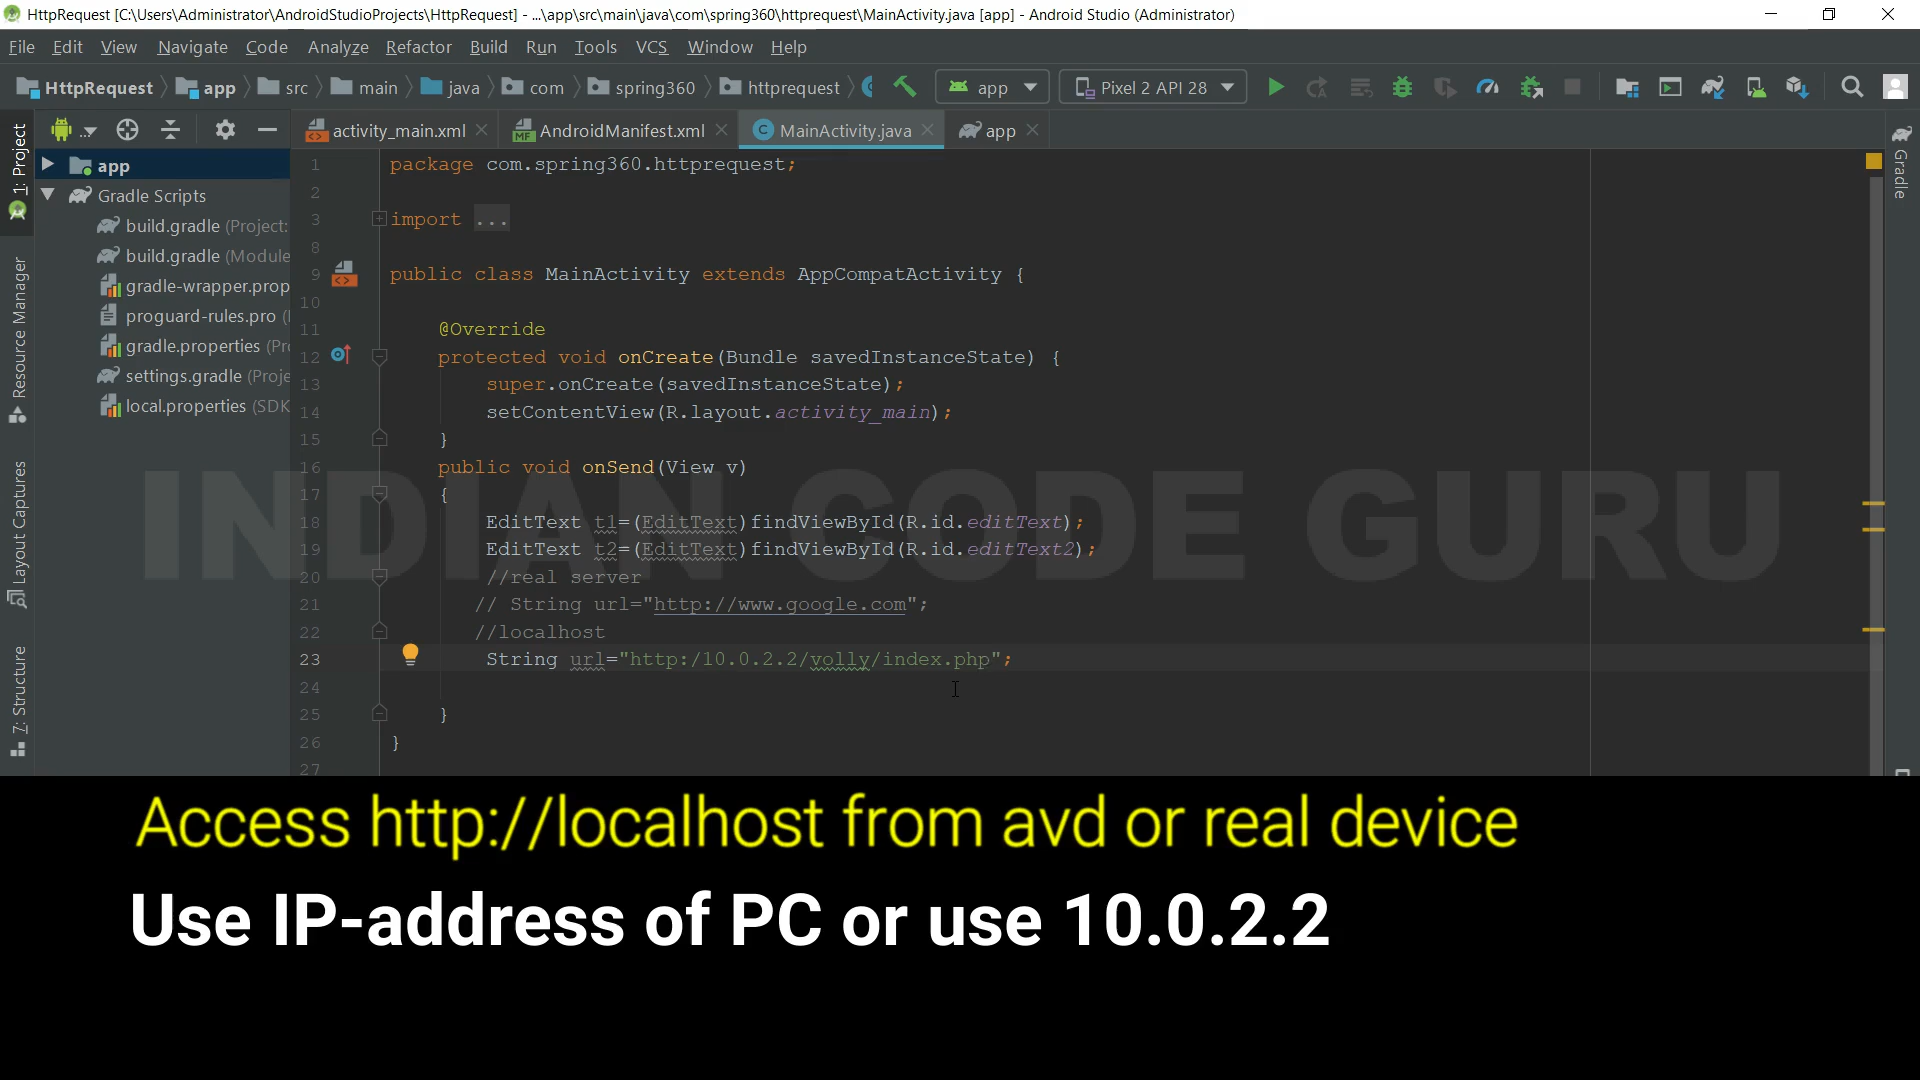 HttpRequest [C:\Users\Administrator\AndroidStudioProjects\HttpRequest] - ...\app\src\main\java\com\spring360\httprequest\MainActivity.java [app] - Android Studio (Administrator)
File Edit View Navigate Code Analyze Refactor Build Run Tools VCS Window Help
HttpRequest app src main java com spring360 httprequest app Pixel 2 API 28
activity_main.xml AndroidManifest.xml MainActivity.java app
1: Project
Resource Manager
Layout Captures
7: Structure
Gradle
app
Gradle Scripts
build.gradle (Project:
build.gradle (Module
gradle-wrapper.prop
proguard-rules.pro (
gradle.properties (Pr
settings.gradle (Proje
local.properties (SDK
1 package com.spring360.httprequest;
2
3 import ...
8
9 public class MainActivity extends AppCompatActivity {
10
11 @Override
12 protected void onCreate(Bundle savedInstanceState) {
13 super.onCreate(savedInstanceState);
14 setContentView(R.layout.activity_main);
15 }
16 public void onSend(View v)
17 {
18 EditText t1=(EditText)findViewById(R.id.editText);
19 EditText t2=(EditText)findViewById(R.id.editText2);
20 //real server
21 // String url="http://www.google.com";
22 //localhost
23 String url="http:/10.0.2.2/volly/index.php";
24
25 }
26 }
27
INDIAN CODE GURU
Access http://localhost from avd or real device
Use IP-address of PC or use 10.0.2.2